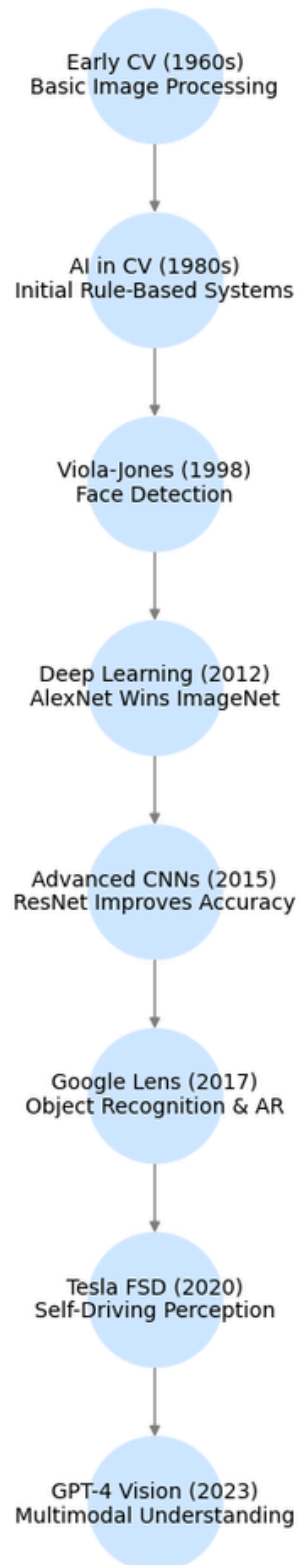 Early CV (1960s)
Basic Image Processing
AI in CV (1980s)
Initial Rule-Based Systems
Viola-Jones (1998)
Face Detection
Deep Learning (2012)
AlexNet Wins ImageNet
Advanced CNNs (2015)
ResNet Improves Accuracy
Google Lens (2017)
Object Recognition & AR
Tesla FSD (2020)
Self-Driving Perception
GPT-4 Vision (2023)
Multimodal Understanding